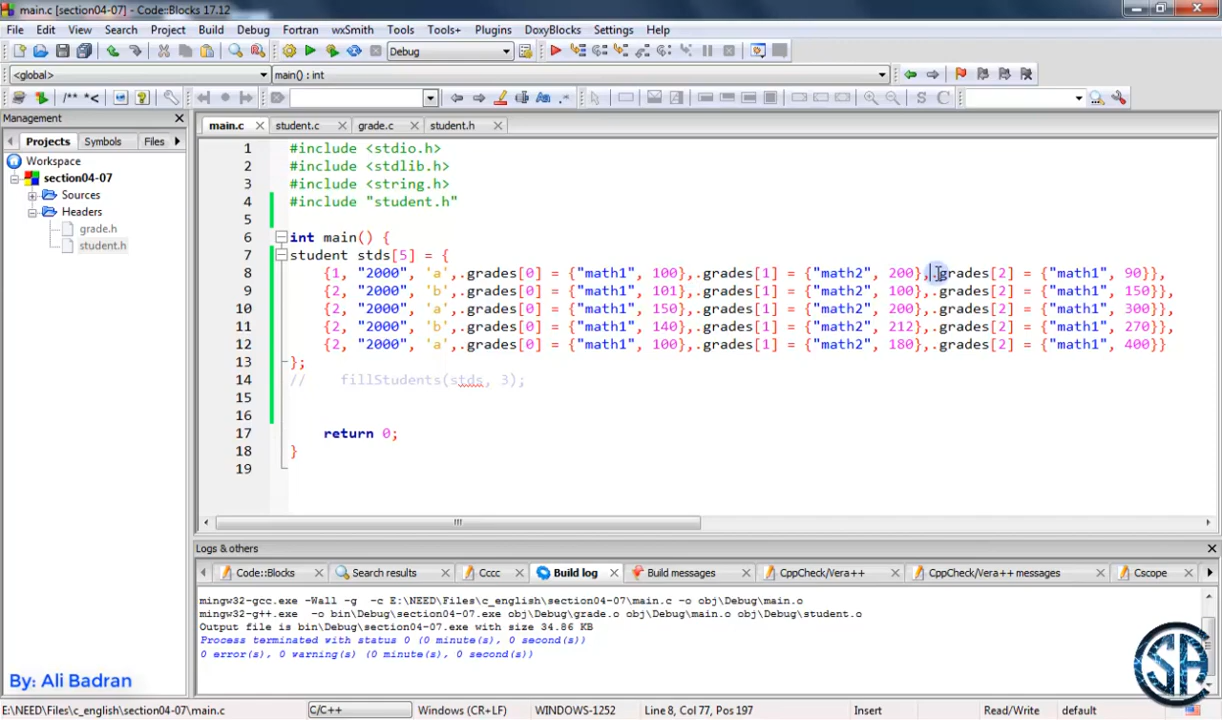 main.c [section04-07] - Code::Blocks 17.12
File Edit View Search Project Build Debug Fortran wxSmith Tools Tools+ Plugins DoxyBlocks Settings Help
Debug
<global> main() : int
/** *<
.*
S C
Management
Projects Symbols Files
Workspace
section04-07
Sources
Headers
grade.h
student.h
main.c student.c grade.c student.h
1 #include <stdio.h>
2 #include <stdlib.h>
3 #include <string.h>
4 #include "student.h"
5
6 int main() {
7 student stds[5] = {
8 {1, "2000", 'a',.grades[0] = {"math1", 100},.grades[1] = {"math2", 200},.grades[2] = {"math1", 90}},
9 {2, "2000", 'b',.grades[0] = {"math1", 101},.grades[1] = {"math2", 100},.grades[2] = {"math1", 150}},
10 {2, "2000", 'a',.grades[0] = {"math1", 150},.grades[1] = {"math2", 200},.grades[2] = {"math1", 300}},
11 {2, "2000", 'b',.grades[0] = {"math1", 140},.grades[1] = {"math2", 212},.grades[2] = {"math1", 270}},
12 {2, "2000", 'a',.grades[0] = {"math1", 100},.grades[1] = {"math2", 180},.grades[2] = {"math1", 400}}
13 };
14 // fillStudents(stds, 3);
15
16
17 return 0;
18 }
19
Logs & others
Code::Blocks Search results Cccc Build log Build messages CppCheck/Vera++ CppCheck/Vera++ messages Cscope
mingw32-gcc.exe -Wall -g -c E:\NEED\Files\c_english\section04-07\main.c -o obj\Debug\main.o
mingw32-g++.exe -o bin\Debug\section04-07.exe obj\Debug\grade.o obj\Debug\main.o obj\Debug\student.o
Output file is bin\Debug\section04-07.exe with size 34.86 KB
Process terminated with status 0 (0 minute(s), 0 second(s))
0 error(s), 0 warning(s) (0 minute(s), 0 second(s))
By: Ali Badran
SA
E:\NEED\Files\c_english\section04-07\main.c C/C++ Windows (CR+LF) WINDOWS-1252 Line 8, Col 77, Pos 197 Insert Read/Write default